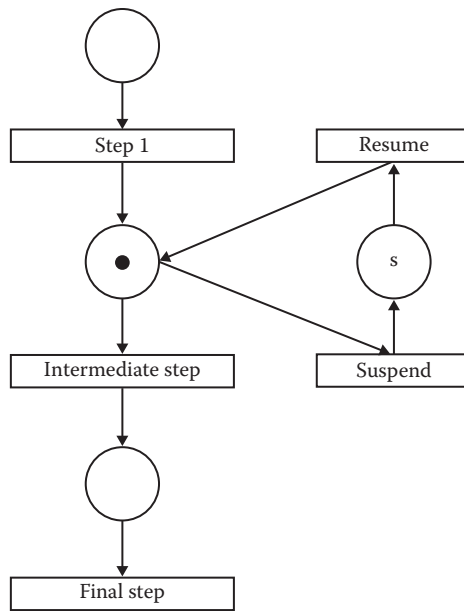 Step 1
Resume
s
Intermediate step
Suspend
Final step